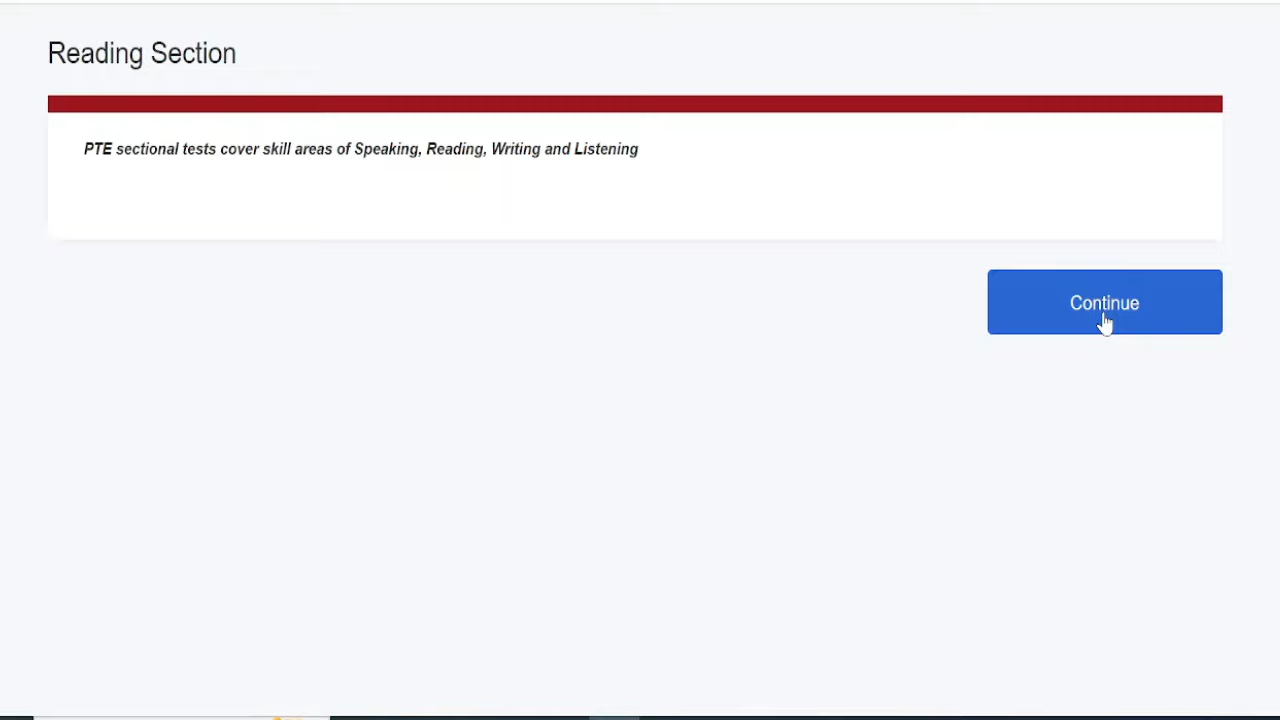 Reading Section
PTE sectional tests cover skill areas of Speaking, Reading, Writing and Listening
Continue